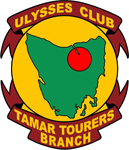 ULYSSES CLUB
TAMAR TOURERS
BRANCH